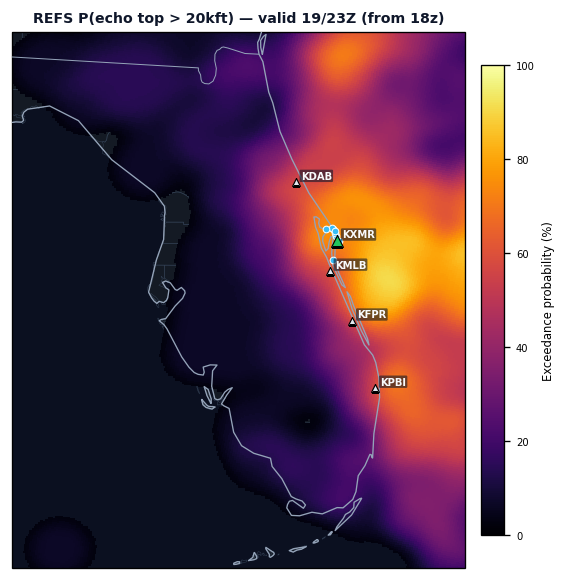 REFS P(echo top > 20kft) — valid 19/23Z (from 18z)
KDAB
KXMR
KMLB
KFPR
KPBI
100
80
60
40
20
0
Exceedance probability (%)